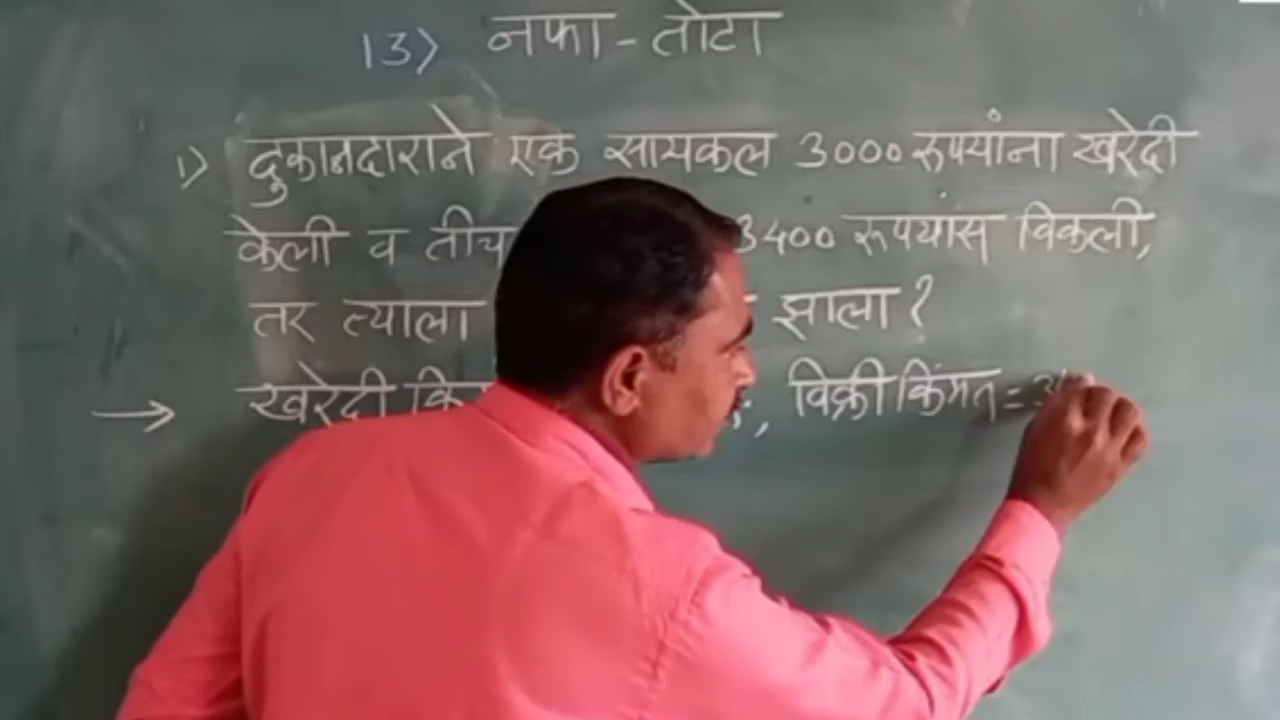 13) नफा - तोटा
1) दुकानदाराने एक सायकल 3000 रूपयांना खरेदी
केली व तीच 3400 रूपयांस विकली,
तर त्याला झाला ?
→ खरेदी , विक्री किंमत =